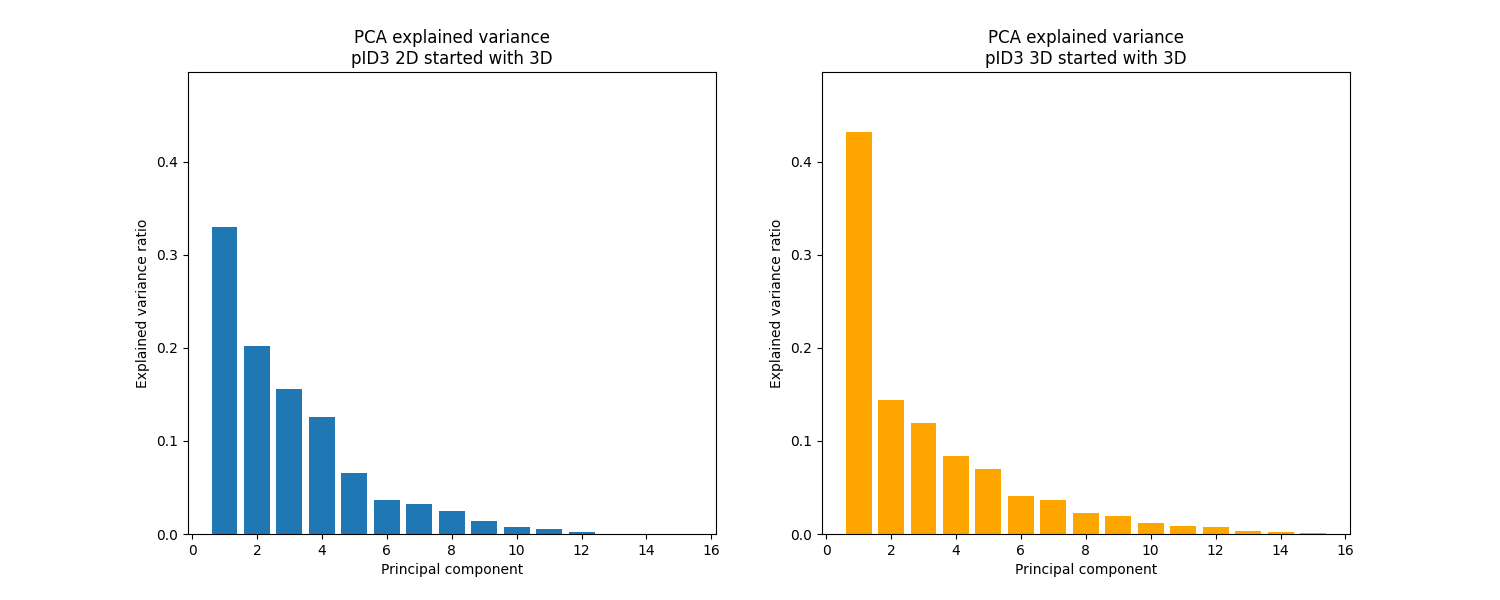 PCA explained variance
pID3 2D started with 3D
Explained variance ratio
0.4
0.3
0.2
0.1
0.0
0 2 4 6 8 10 12 14 16
Principal component
PCA explained variance
pID3 3D started with 3D
Explained variance ratio
0.4
0.3
0.2
0.1
0.0
0 2 4 6 8 10 12 14 16
Principal component